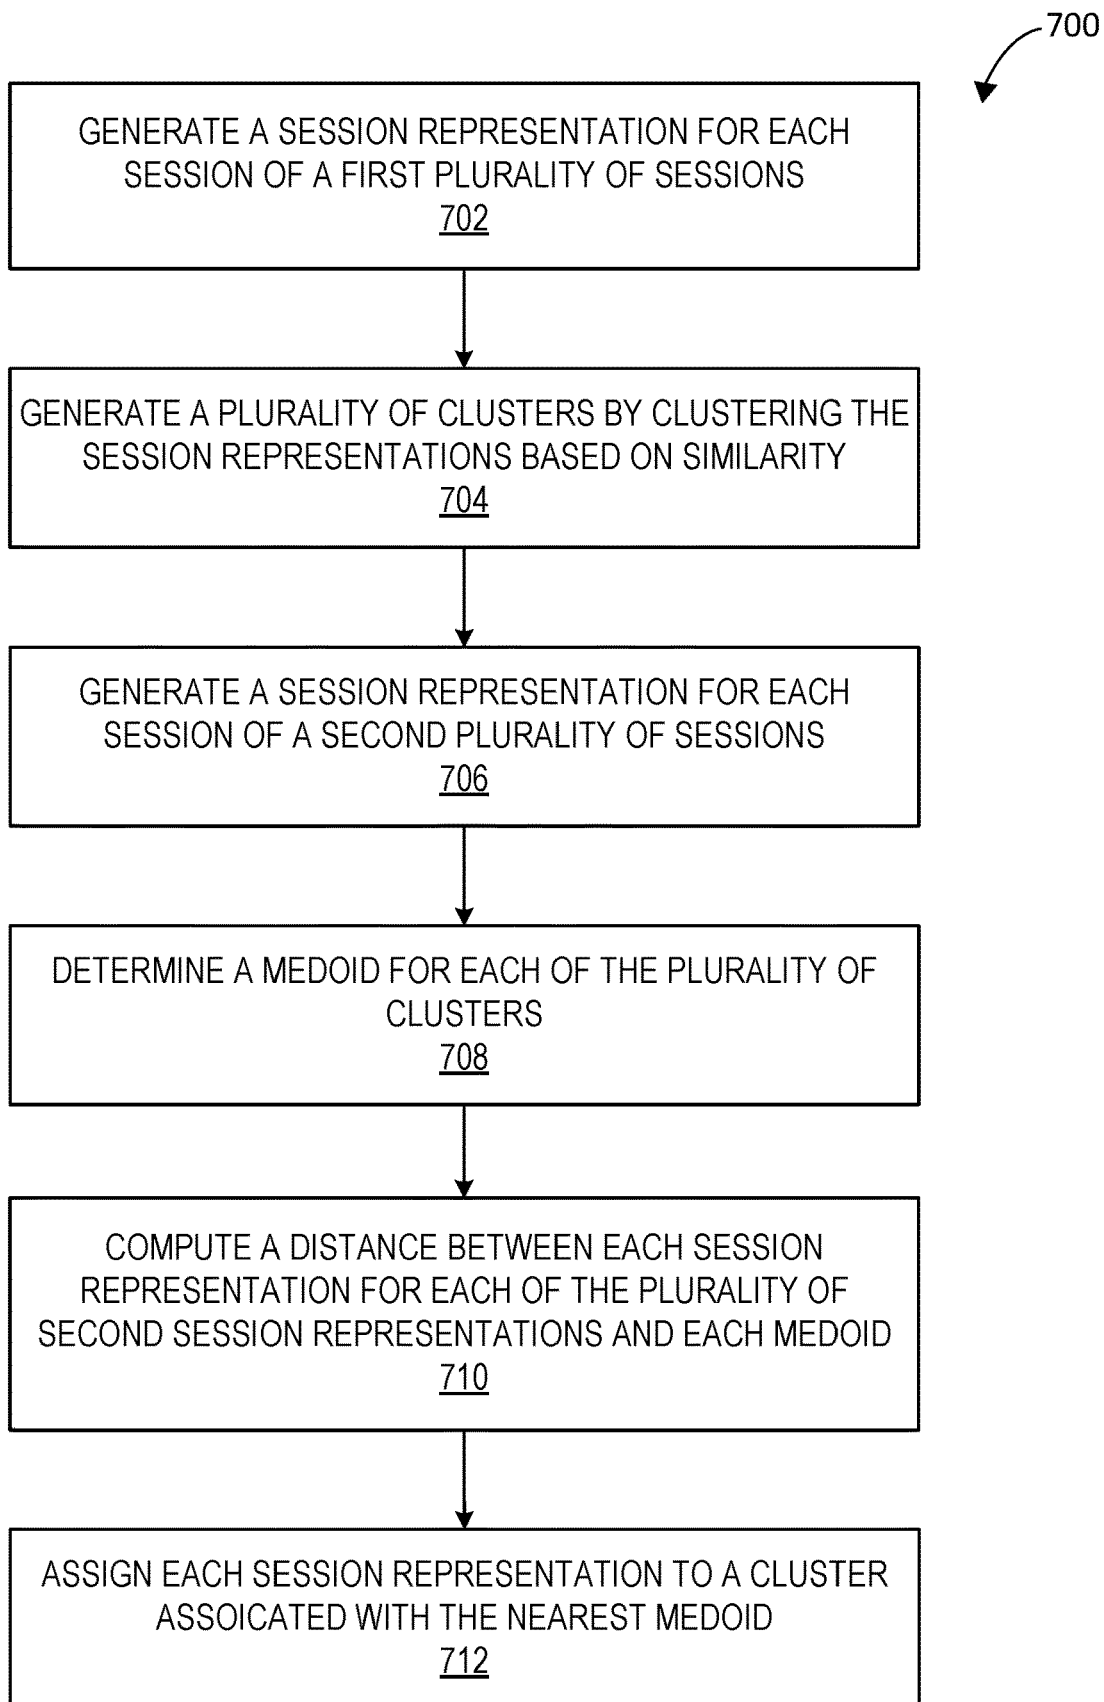 700
GENERATE A SESSION REPRESENTATION FOR EACH
SESSION OF A FIRST PLURALITY OF SESSIONS
702
GENERATE A PLURALITY OF CLUSTERS BY CLUSTERING THE
SESSION REPRESENTATIONS BASED ON SIMILARITY
704
GENERATE A SESSION REPRESENTATION FOR EACH
SESSION OF A SECOND PLURALITY OF SESSIONS
706
DETERMINE A MEDOID FOR EACH OF THE PLURALITY OF
CLUSTERS
708
COMPUTE A DISTANCE BETWEEN EACH SESSION
REPRESENTATION FOR EACH OF THE PLURALITY OF
SECOND SESSION REPRESENTATIONS AND EACH MEDOID
710
ASSIGN EACH SESSION REPRESENTATION TO A CLUSTER
ASSOICATED WITH THE NEAREST MEDOID
712